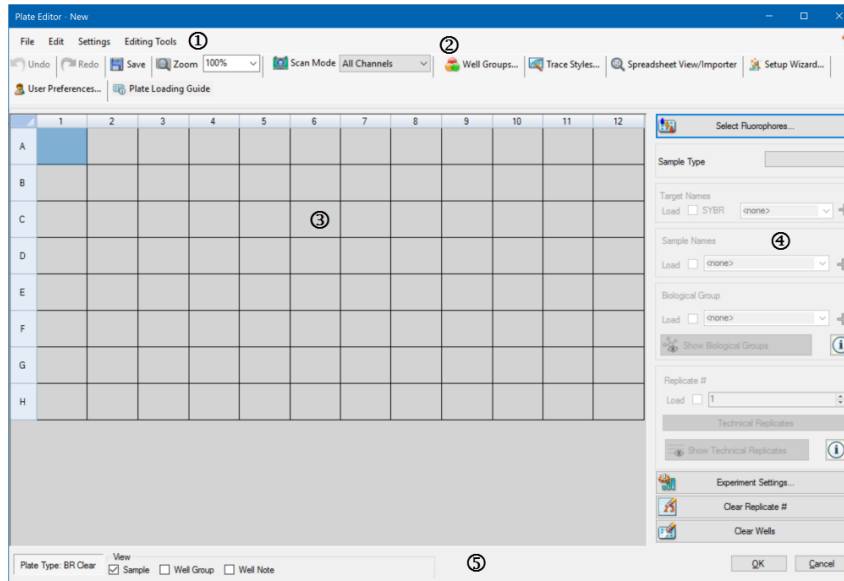 Plate Editor - New
File Edit Settings Editing Tools ① ②
Undo Redo Save Zoom 100% Scan Mode All Channels Well Groups... Trace Styles... Spreadsheet View/Importer Setup Wizard...
User Preferences... Plate Loading Guide
1 2 3 4 5 6 7 8 9 10 11 12 Select Fluorophores...
A
Sample Type
B
Target Names
Load SYBR <none>
C ③
Sample Names ④
D
Load <none>
E
Biological Group
F
Load <none>
Show Biological Groups
G
Replicate #
H
Load 1
Technical Replicates
Show Technical Replicates
Experiment Settings...
Clear Replicate #
Clear Wells
Plate Type: BR Clear View ⑤
Sample Well Group Well Note OK Cancel